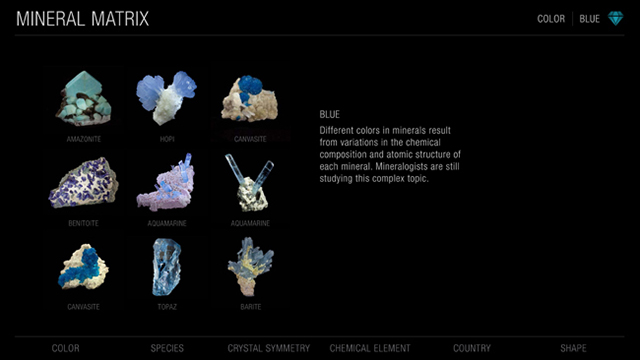 MINERAL MATRIX
COLOR | BLUE
AMAZONITE
HOPI
CANVASITE
BENITOITE
AQUAMARINE
AQUAMARINE
CANVASITE
TOPAZ
BARITE
BLUE
Different colors in minerals result
from variations in the chemical
composition and atomic structure of
each mineral. Mineralogists are still
studying this complex topic.
COLOR
SPECIES
CRYSTAL SYMMETRY
CHEMICAL ELEMENT
COUNTRY
SHAPE